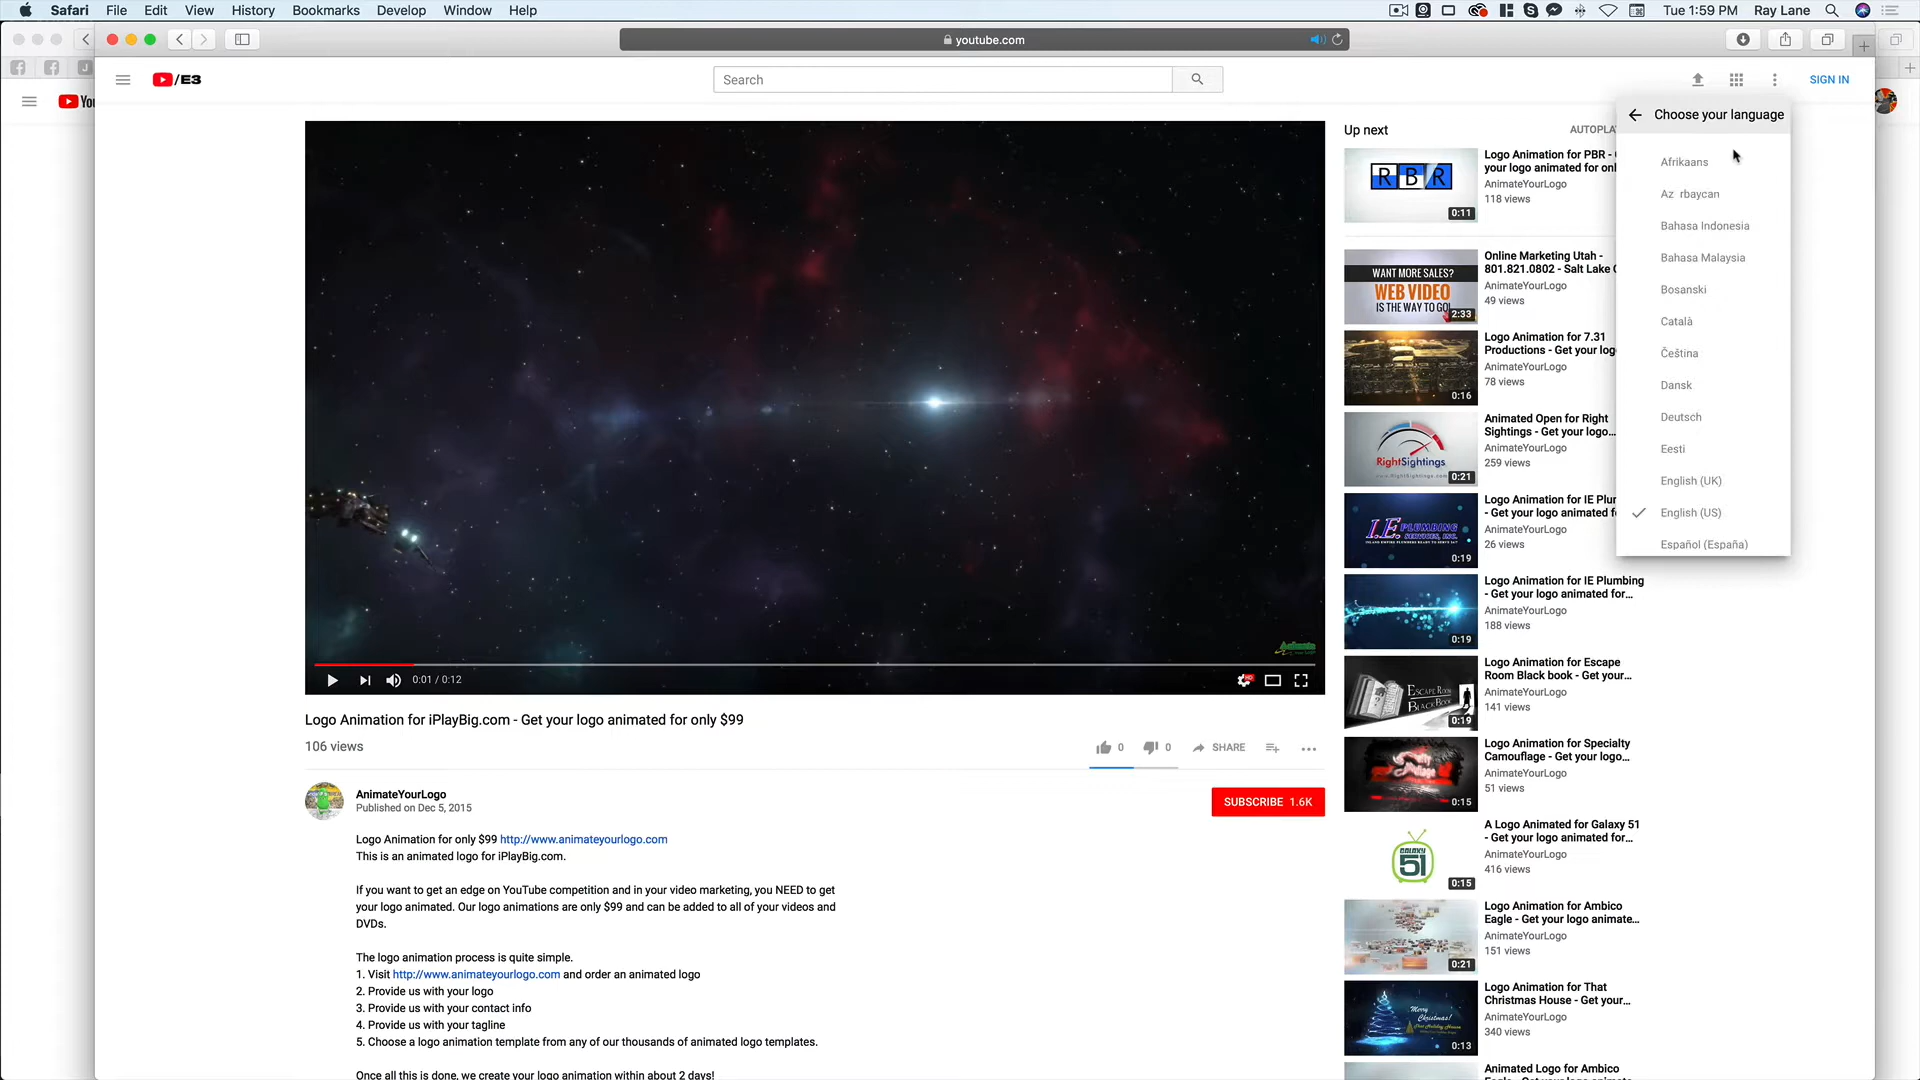 Safari File Edit View History Bookmarks Develop Window Help
Tue 1:59 PM Ray Lane
youtube.com
/E3
Search
SIGN IN
Choose your language
Afrikaans
Az rbaycan
Bahasa Indonesia
Bahasa Malaysia
Bosanski
Català
Čeština
Dansk
Deutsch
Eesti
English (UK)
English (US)
Español (España)
0:01 / 0:12
Logo Animation for iPlayBig.com - Get your logo animated for only $99
106 views
0 0 SHARE
AnimateYourLogo
Published on Dec 5, 2015
SUBSCRIBE 1.6K
Logo Animation for only $99 http://www.animateyourlogo.com
This is an animated logo for iPlayBig.com.
If you want to get an edge on YouTube competition and in your video marketing, you NEED to get
your logo animated. Our logo animations are only $99 and can be added to all of your videos and
DVDs.
The logo animation process is quite simple.
1. Visit http://www.animateyourlogo.com and order an animated logo
2. Provide us with your logo
3. Provide us with your contact info
4. Provide us with your tagline
5. Choose a logo animation template from any of our thousands of animated logo templates.
Once all this is done, we create your logo animation within about 2 days!
Up next
AUTOPLA
RBR
0:11
Logo Animation for PBR -
your logo animated for onl
AnimateYourLogo
118 views
WANT MORE SALES?
WEB VIDEO
IS THE WAY TO GO!
2:33
Online Marketing Utah -
801.821.0802 - Salt Lake
AnimateYourLogo
49 views
0:16
Logo Animation for 7.31
Productions - Get your log
AnimateYourLogo
78 views
RightSightings
0:21
Animated Open for Right
Sightings - Get your logo...
AnimateYourLogo
259 views
I.E. PLUMBING
SERVICES, INC.
0:19
Logo Animation for IE Plu
- Get your logo animated f
AnimateYourLogo
26 views
0:19
Logo Animation for IE Plumbing
- Get your logo animated for...
AnimateYourLogo
188 views
ESCAPE ROOM
BLACK BOOK
0:19
Logo Animation for Escape
Room Black book - Get your...
AnimateYourLogo
141 views
0:15
Logo Animation for Specialty
Camouflage - Get your logo...
AnimateYourLogo
51 views
GALAXY
51
0:15
A Logo Animated for Galaxy 51
- Get your logo animated for...
AnimateYourLogo
416 views
0:21
Logo Animation for Ambico
Eagle - Get your logo animate...
AnimateYourLogo
151 views
Merry
Christmas!
0:13
Logo Animation for That
Christmas House - Get your...
AnimateYourLogo
340 views
Animated Logo for Ambico